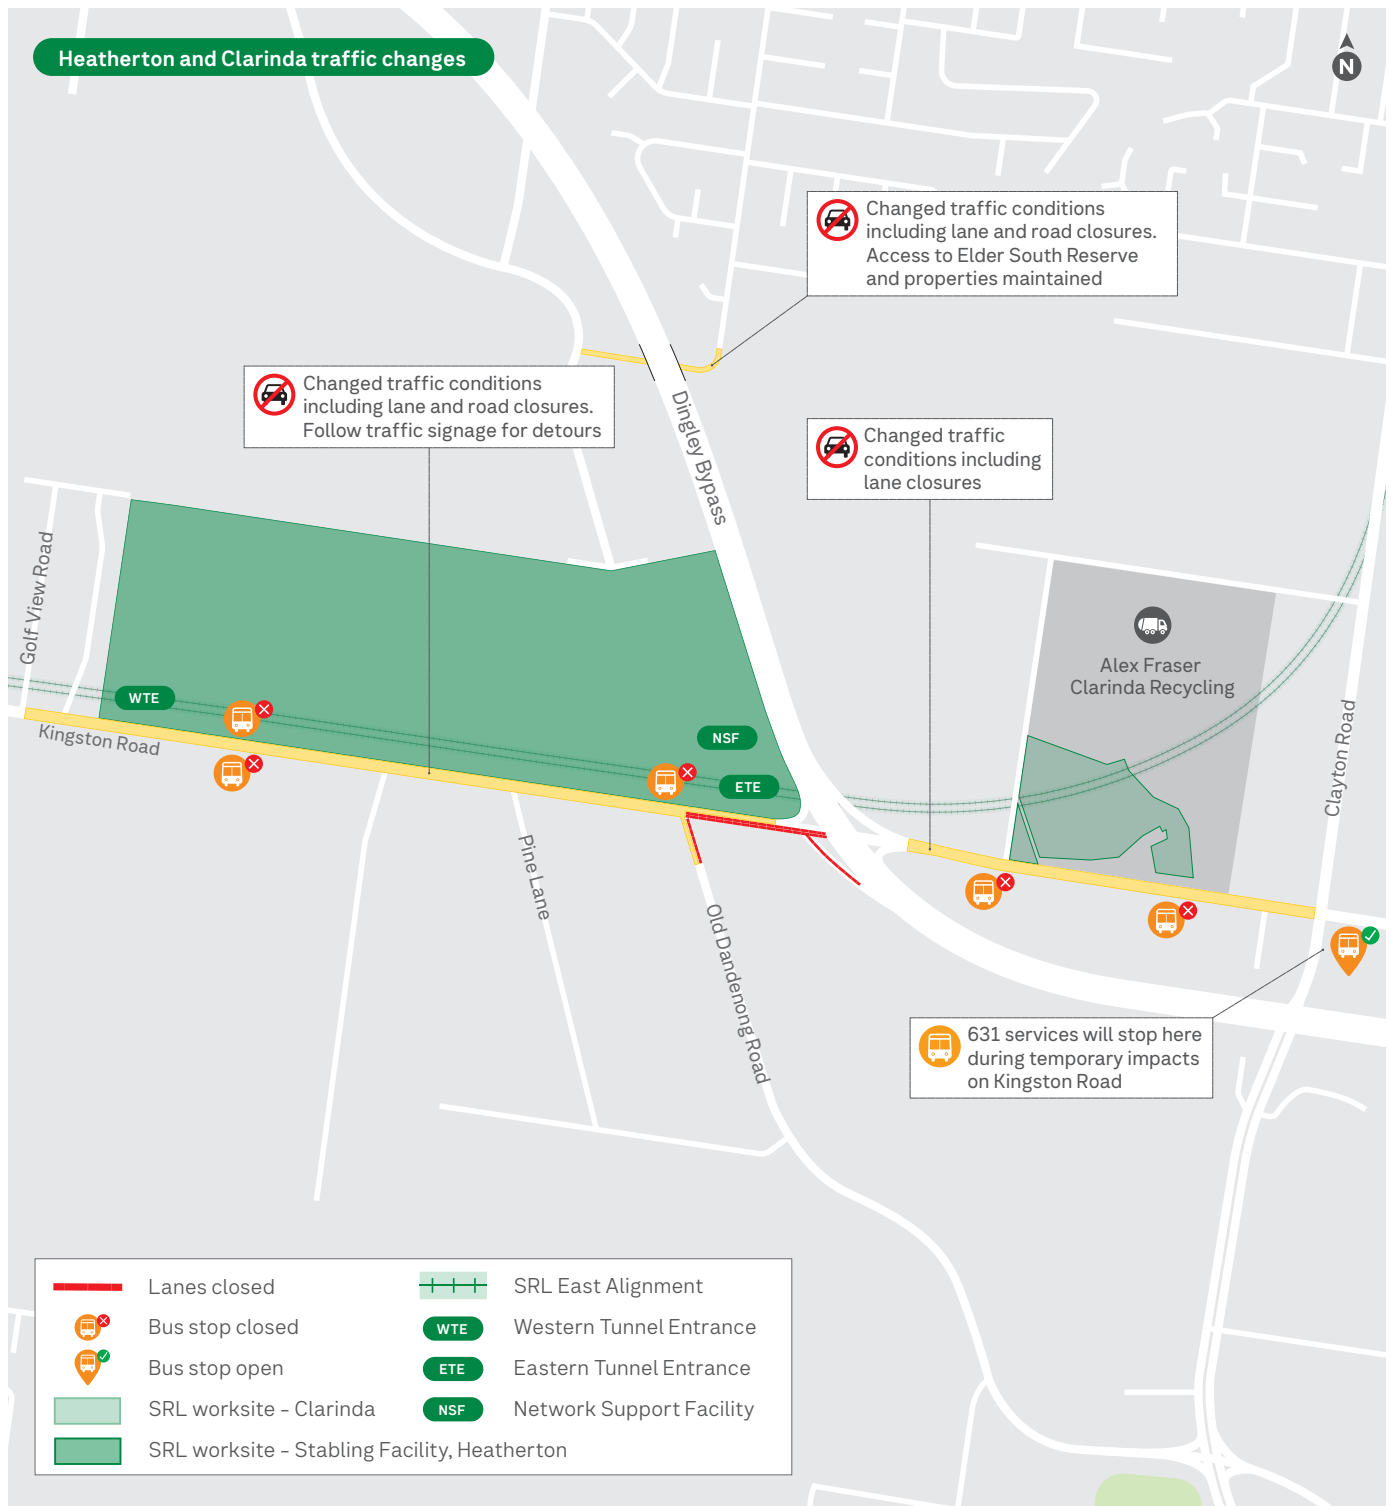 Heatherton and Clarinda traffic changes
N
Changed traffic conditions
including lane and road closures.
Access to Elder South Reserve
and properties maintained
Changed traffic conditions
including lane and road closures.
Follow traffic signage for detours
Dingley Bypass
Changed traffic
conditions including
lane closures
Golf View Road
Alex Fraser
Clarinda Recycling
WTE
NSF
ETE
Kingston Road
Clayton Road
Pine Lane
Old Dandenong Road
631 services will stop here
during temporary impacts
on Kingston Road
Lanes closed
Bus stop closed
Bus stop open
SRL worksite - Clarinda
SRL worksite - Stabling Facility, Heatherton
SRL East Alignment
WTE Western Tunnel Entrance
ETE Eastern Tunnel Entrance
NSF Network Support Facility